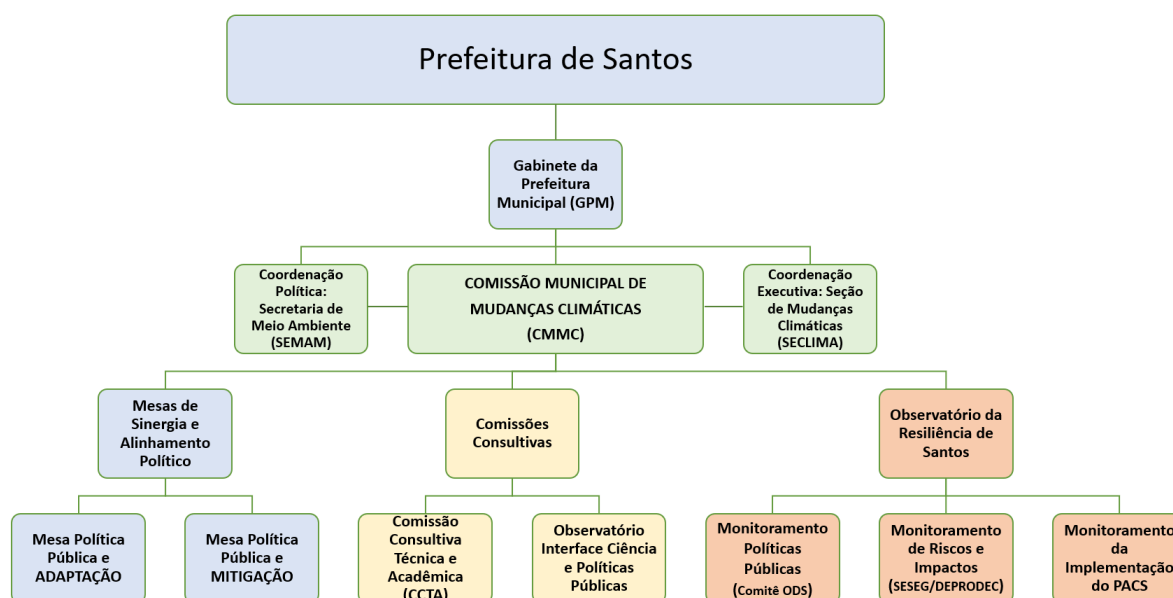 Prefeitura de Santos
Gabinete da
Prefeitura
Municipal (GPM)
Coordenação
Política:
Secretaria de
Meio Ambiente
(SEMAM)
COMISSÃO MUNICIPAL DE
MUDANÇAS CLIMÁTICAS
(CMMC)
Coordenação
Executiva: Seção
de Mudanças
Climáticas
(SECLIMA)
Mesas de
Sinergia e
Alinhamento
Político
Comissões
Consultivas
Observatório da
Resiliência de
Santos
Mesa Política
Pública e
ADAPTAÇÃO
Mesa Política
Pública e
MITIGAÇÃO
Comissão
Consultiva
Técnica e
Acadêmica
(CCTA)
Observatório
Interface Ciência
e Políticas
Públicas
Monitoramento
Políticas
Públicas
(Comitê ODS)
Monitoramento
de Riscos e
Impactos
(SESEG/DEPRODEC)
Monitoramento
da
Implementação
do PACS